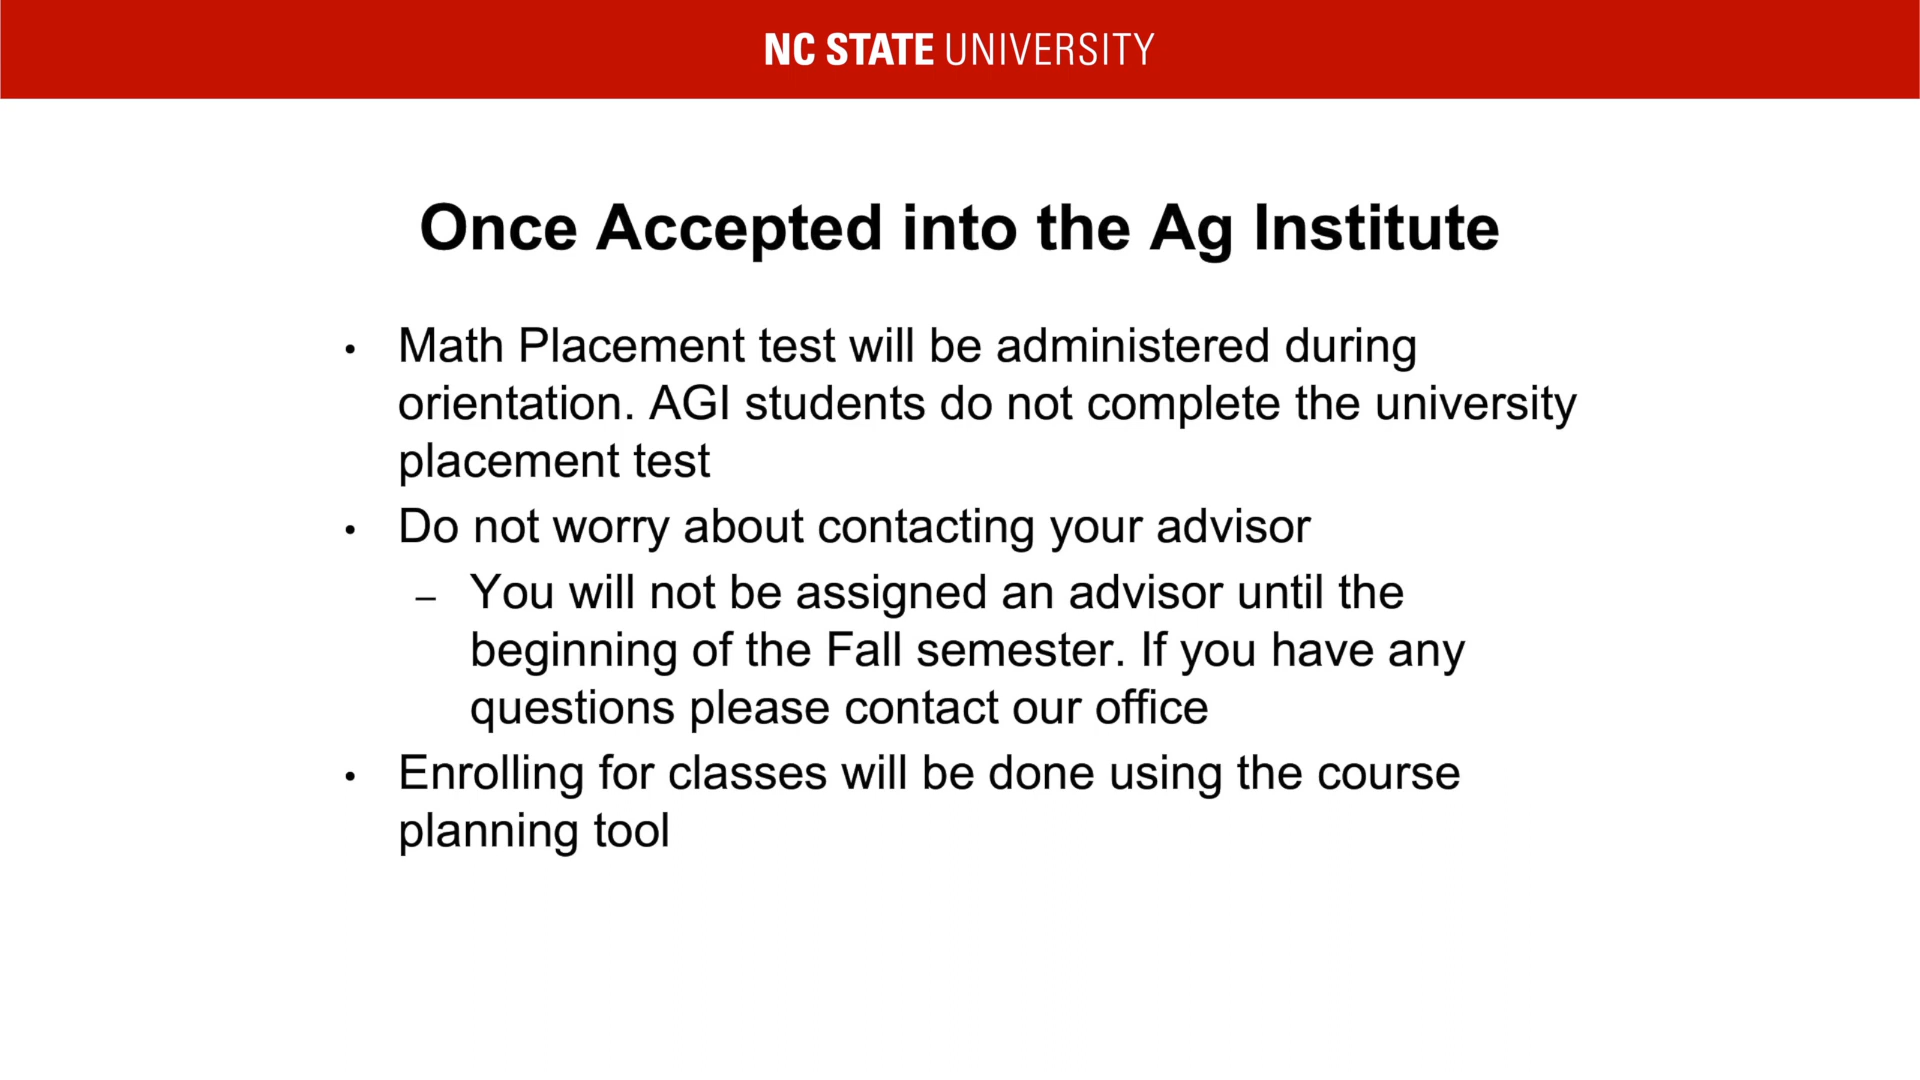 NC STATE UNIVERSITY
Once Accepted into the Ag Institute
• Math Placement test will be administered during
orientation. AGI students do not complete the university
placement test
• Do not worry about contacting your advisor
– You will not be assigned an advisor until the
beginning of the Fall semester. If you have any
questions please contact our office
• Enrolling for classes will be done using the course
planning tool